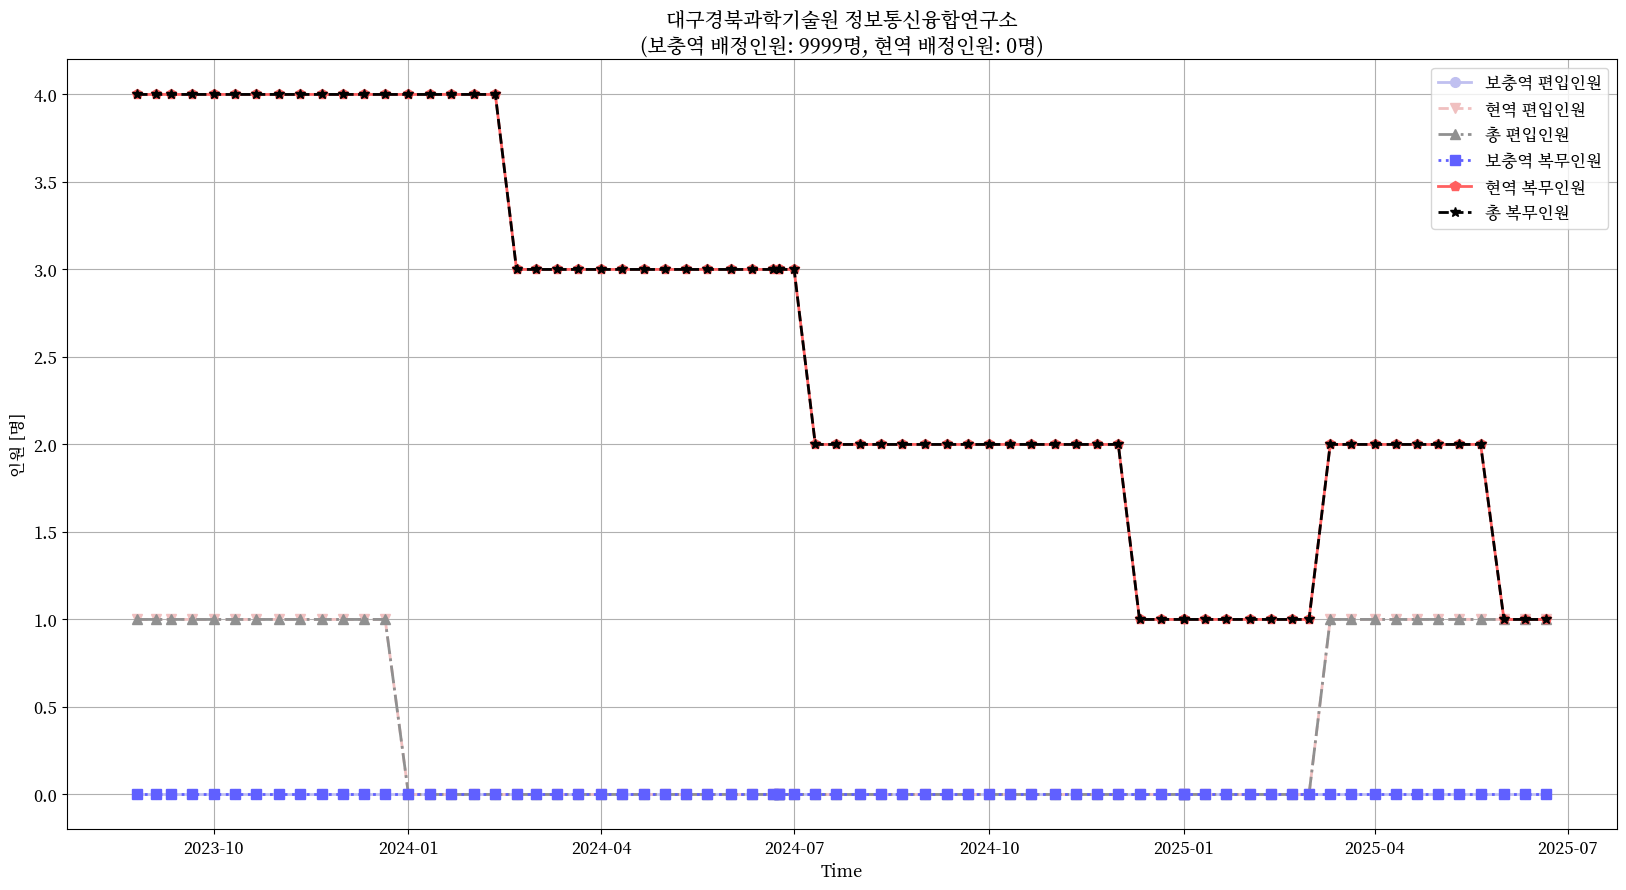 대구경북과학기술원 정보통신융합연구소
(보충역 배정인원: 9999명, 현역 배정인원: 0명)
보충역 편입인원
현역 편입인원
총 편입인원
보충역 복무인원
현역 복무인원
총 복무인원
인원 [명]
4.0
3.5
3.0
2.5
2.0
1.5
1.0
0.5
0.0
2023-10
2024-01
2024-04
2024-07
2024-10
2025-01
2025-04
2025-07
Time